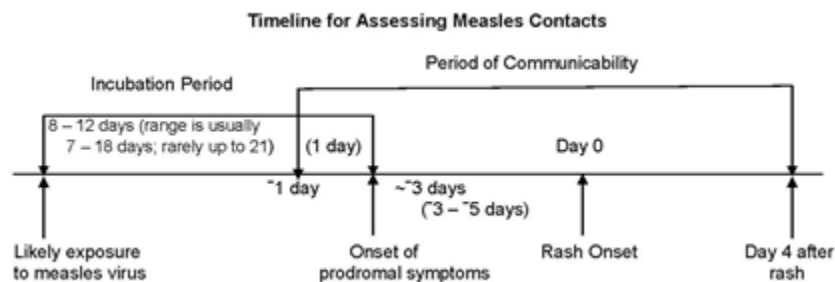 Timeline for Assessing Measles Contacts
Period of Communicability
Incubation Period
8 – 12 days (range is usually
7 – 18 days; rarely up to 21)
(1 day)
Day 0
⁻1 day
~⁻3 days
(⁻3 – ⁻5 days)
Likely exposure
to measles virus
Onset of
prodromal symptoms
Rash Onset
Day 4 after
rash